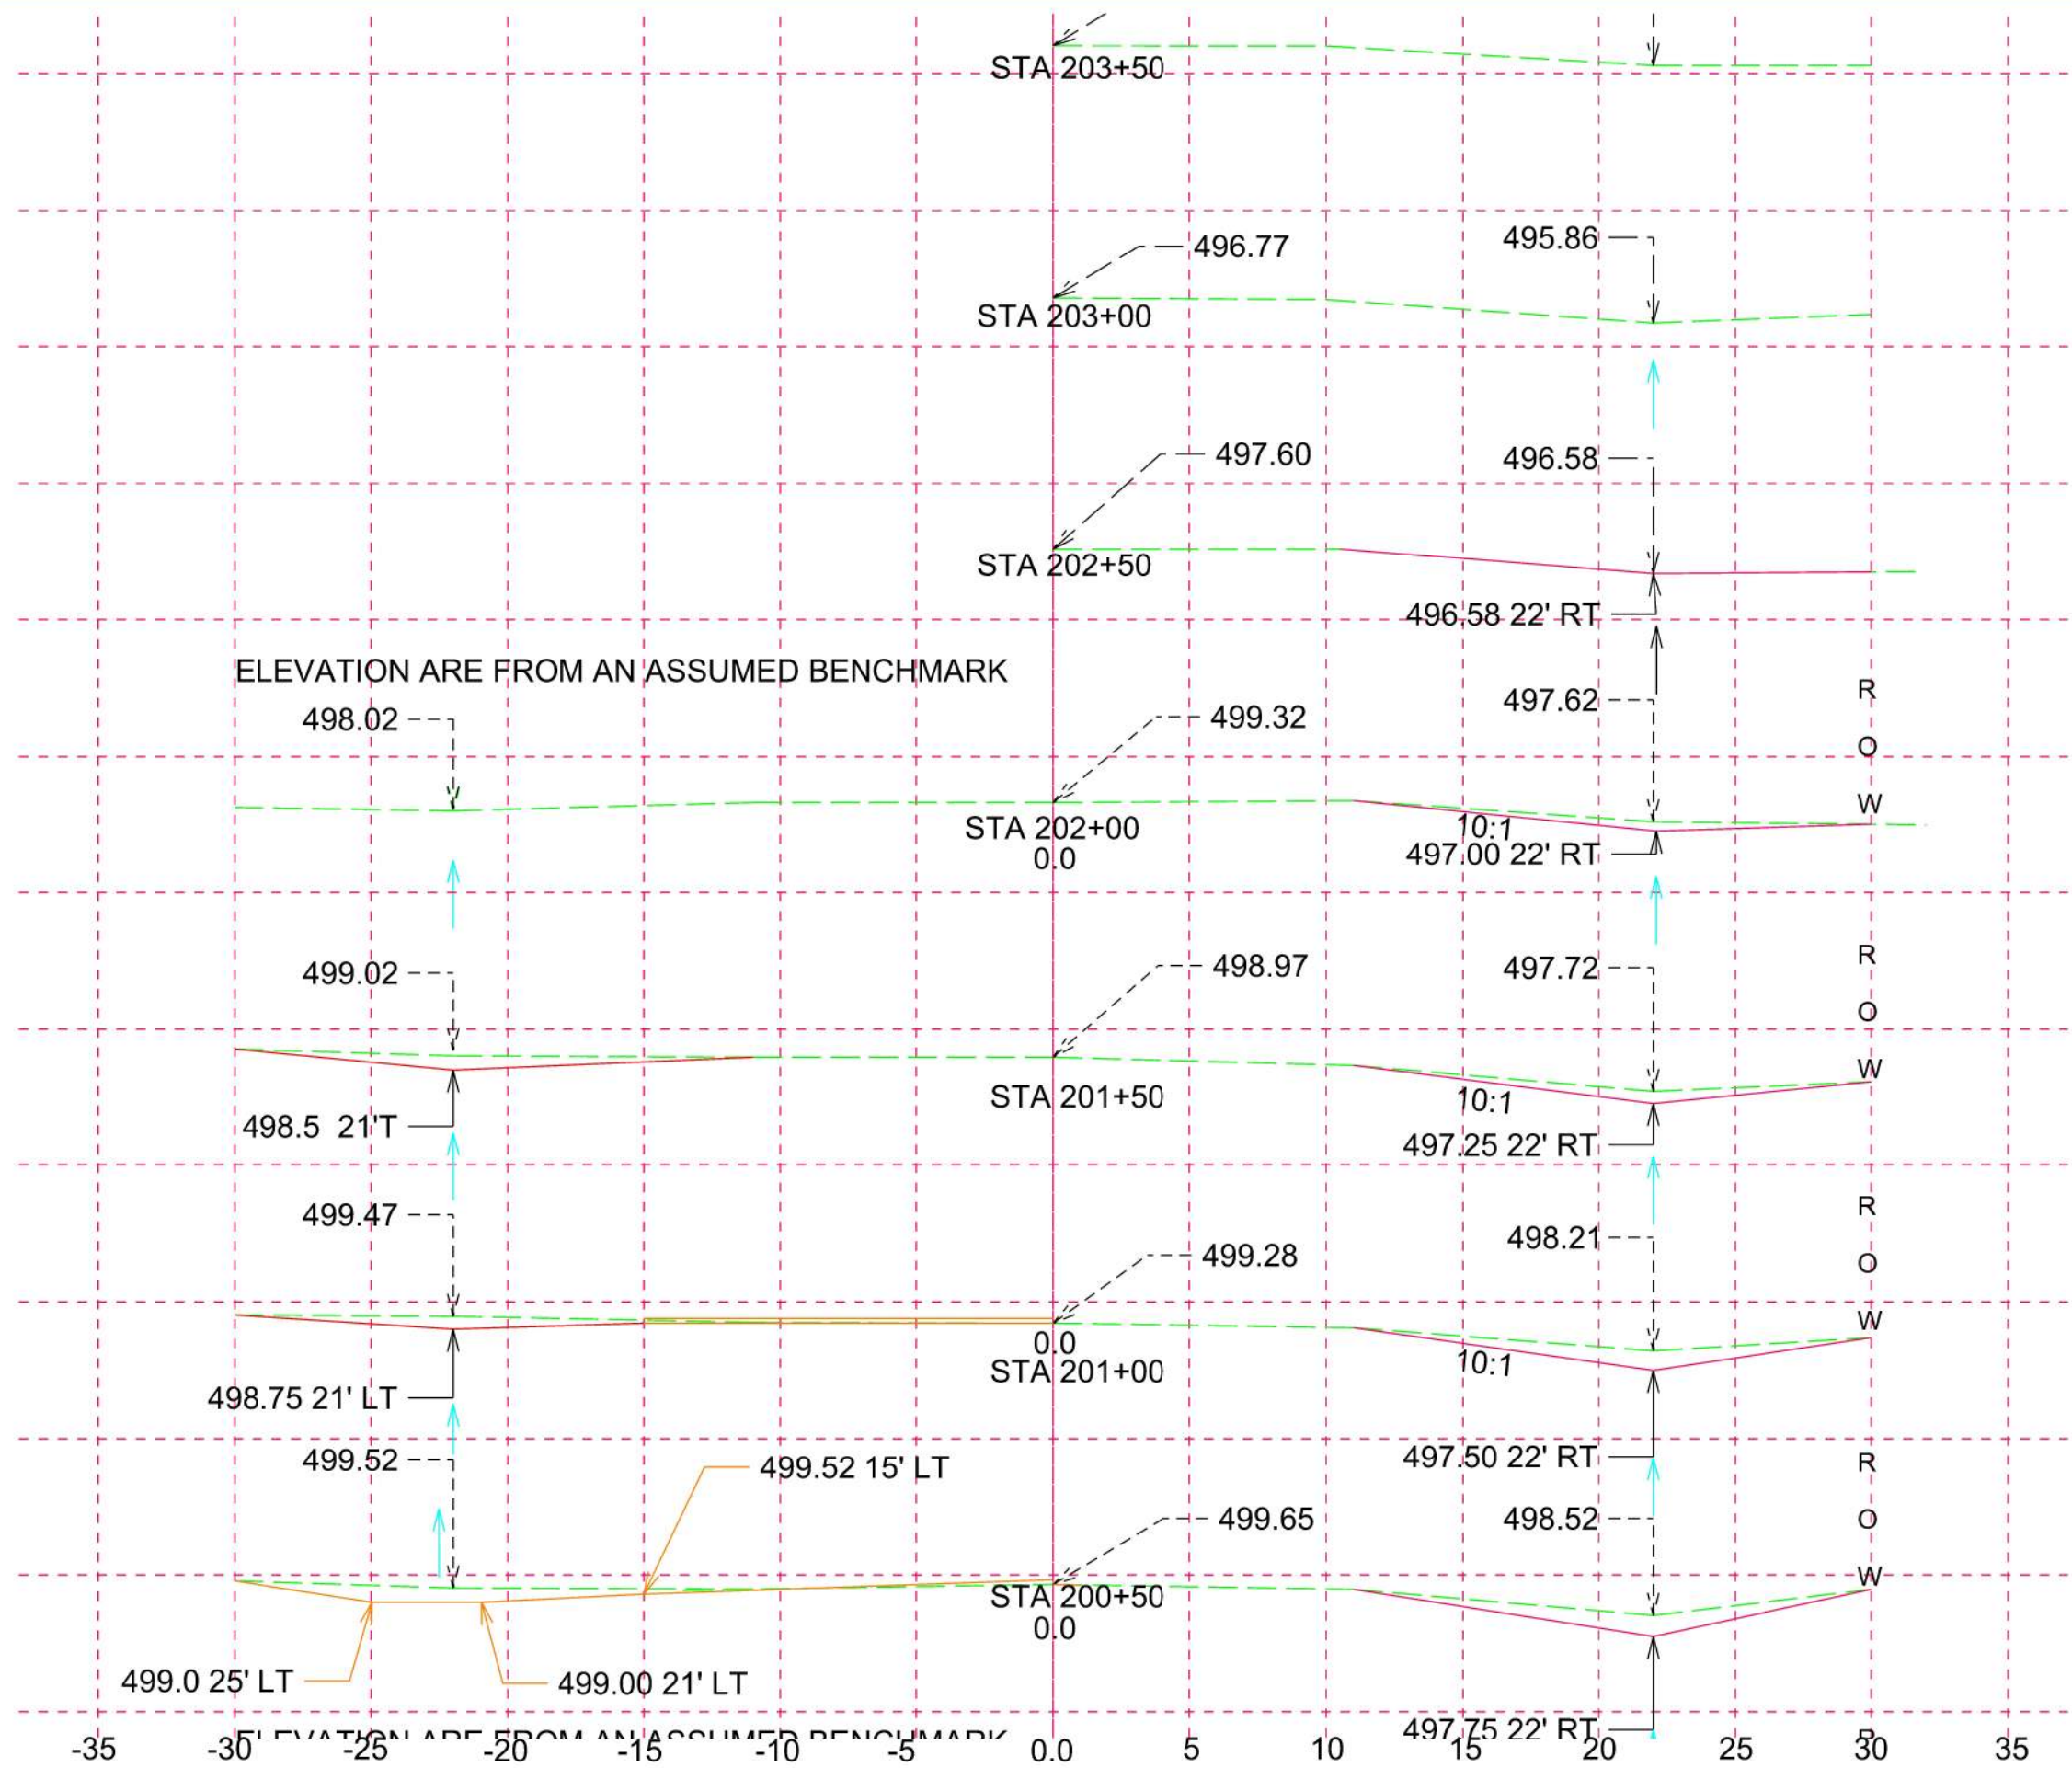 STA 203+50
496.77
495.86
STA 203+00
497.60
496.58
STA 202+50
496.58 22' RT
ELEVATION ARE FROM AN ASSUMED BENCHMARK
R
O
W
498.02
499.32
497.62
STA 202+00
0.0
10:1
497.00 22' RT
499.02
498.97
497.72
R
O
W
STA 201+50
10:1
498.5  21'T
497.25 22' RT
499.47
499.28
498.21
R
O
W
0.0
STA 201+00
10:1
498.75 21' LT
497.50 22' RT
499.52
499.52 15' LT
499.65
498.52
R
O
W
STA 200+50
0.0
499.0 25' LT
499.00 21' LT
497.75 22' RT
ELEVATION ARE FROM AN ASSUMED BENCHMARK
R
-35 -30 -25 -20 -15 -10 -5 0.0 5 10 15 20 25 30 35